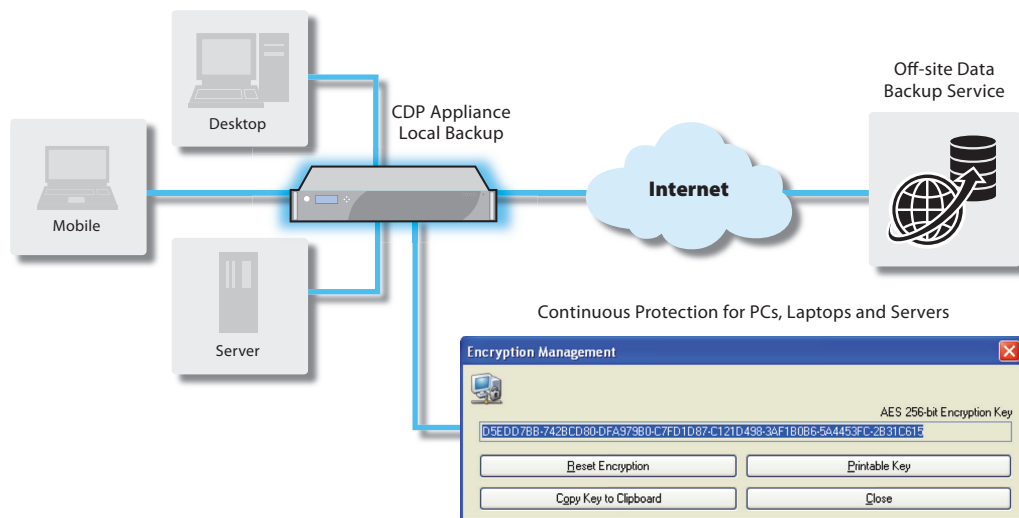 Desktop
CDP Appliance
Local Backup
Off-site Data
Backup Service
Mobile
Internet
Server
Continuous Protection for PCs, Laptops and Servers
Encryption Management
AES 256-bit Encryption Key
D5EDD7BB-742BCD80-DFA979B0-C7FD1D87-C121D498-3AF1B0B6-5A4453FC-2B31C615
Reset Encryption
Printable Key
Copy Key to Clipboard
Close